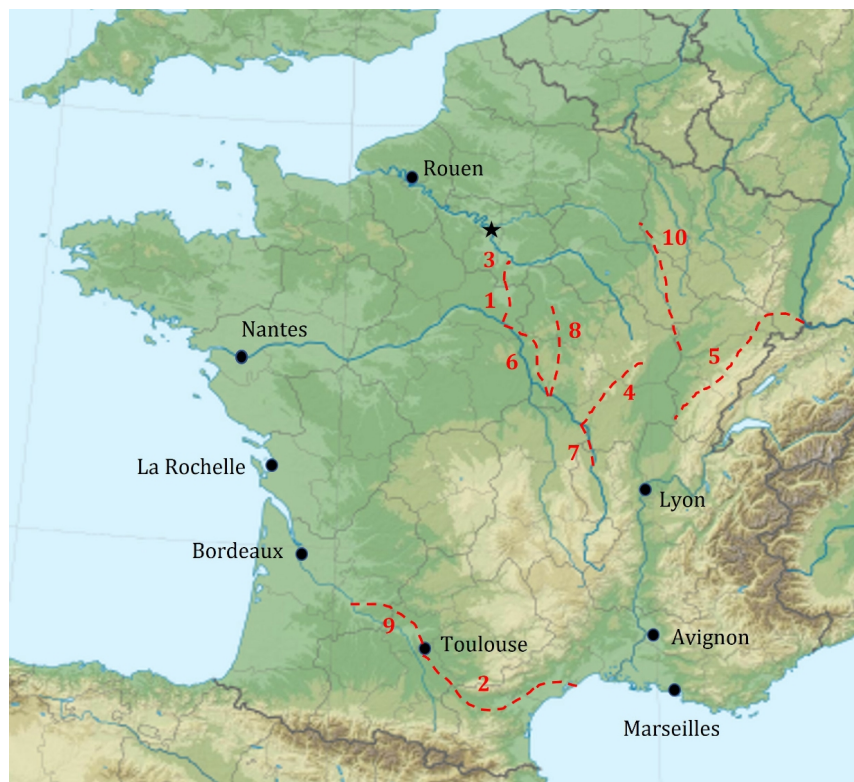 Rouen
10
3
1
Nantes
8
5
6
4
7
La Rochelle
Lyon
Bordeaux
9
Toulouse
Avignon
2
Marseilles